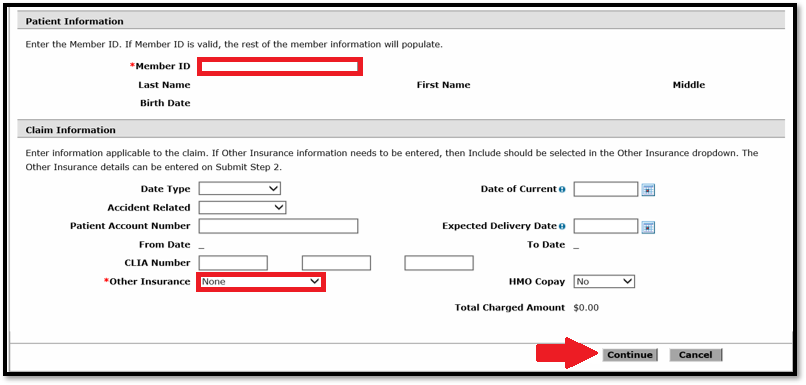 Patient Information
Enter the Member ID. If Member ID is valid, the rest of the member information will populate.
*Member ID
Last Name First Name Middle
Birth Date
Claim Information
Enter information applicable to the claim. If Other Insurance information needs to be entered, then Include should be selected in the Other Insurance dropdown. The
Other Insurance details can be entered on Submit Step 2.
Date Type Date of Current
Accident Related
Patient Account Number Expected Delivery Date
From Date _ To Date _
CLIA Number
*Other Insurance None HMO Copay No
Total Charged Amount $0.00
Continue Cancel